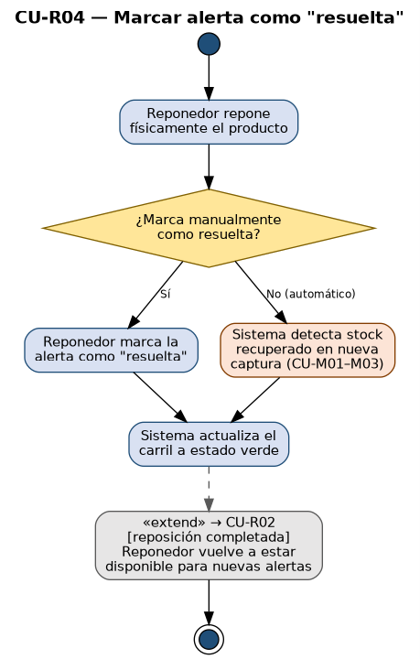 CU-R04 — Marcar alerta como "resuelta"
Reponedor repone
físicamente el producto
¿Marca manualmente
como resuelta?
Sí
No (automático)
Reponedor marca la
alerta como "resuelta"
Sistema detecta stock
recuperado en nueva
captura (CU-M01–M03)
Sistema actualiza el
carril a estado verde
«extend» → CU-R02
[reposición completada]
Reponedor vuelve a estar
disponible para nuevas alertas